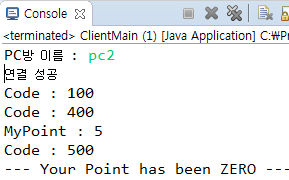 Console
<terminated> ClientMain (1) [Java Application] C:\Pr
PC방 이름 : pc2
연결 성공
Code : 100
Code : 400
MyPoint : 5
Code : 500
--- Your Point has been ZERO ---